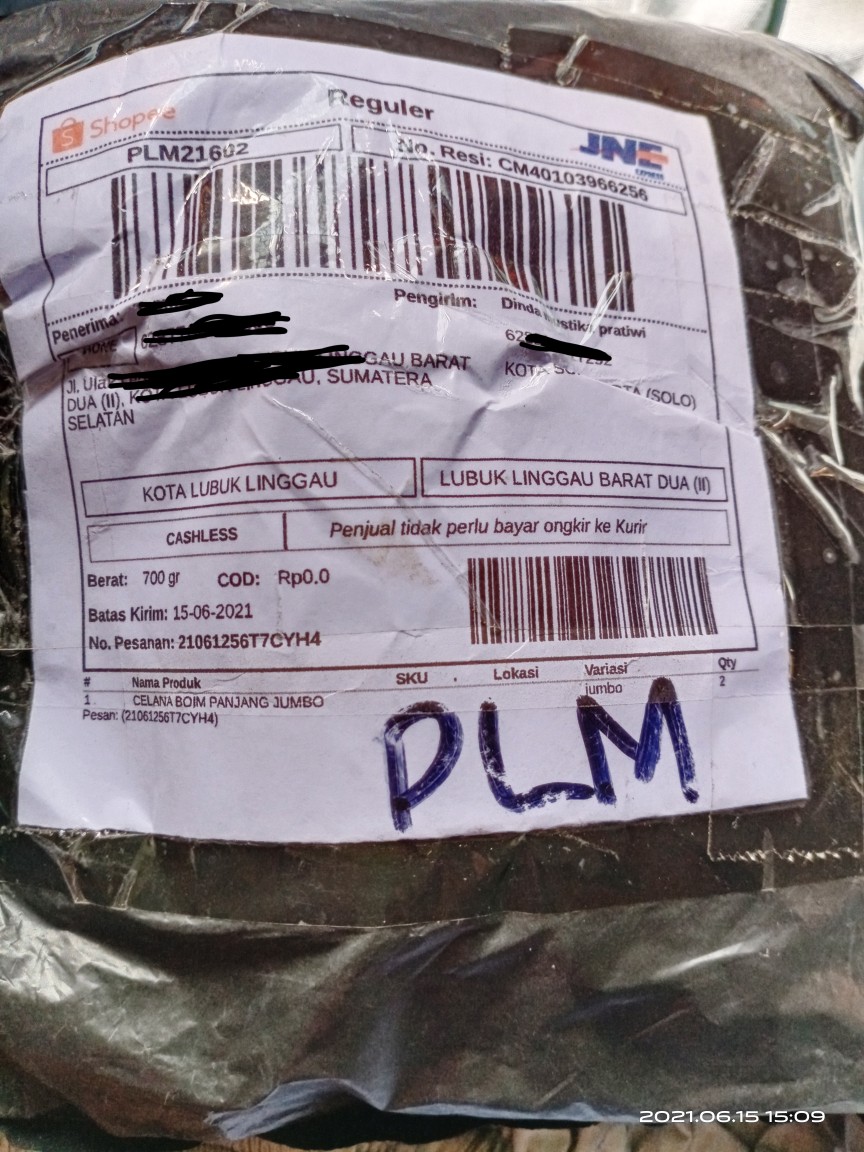 Shopee
Reguler
JNE
EXPRESS
PLM21602
No. Resi: CM40103966256
Penerima:
Pengirim: Dinda pratiwi
HOME
BARAT
Jl.
DUA (II), SUMATERA
SELATAN
KOTA (SOLO)
KOTA LUBUK LINGGAU
LUBUK LINGGAU BARAT DUA (II)
CASHLESS
Penjual tidak perlu bayar ongkir ke Kurir
Berat: 700 gr COD: Rp0.0
Batas Kirim: 15-06-2021
No. Pesanan: 21061256T7CYH4
# Nama Produk SKU Lokasi Variasi Qty
1 CELANA BOIM PANJANG JUMBO jumbo 2
Pesan: (21061256T7CYH4)
PLM
2021.06.15 15:09